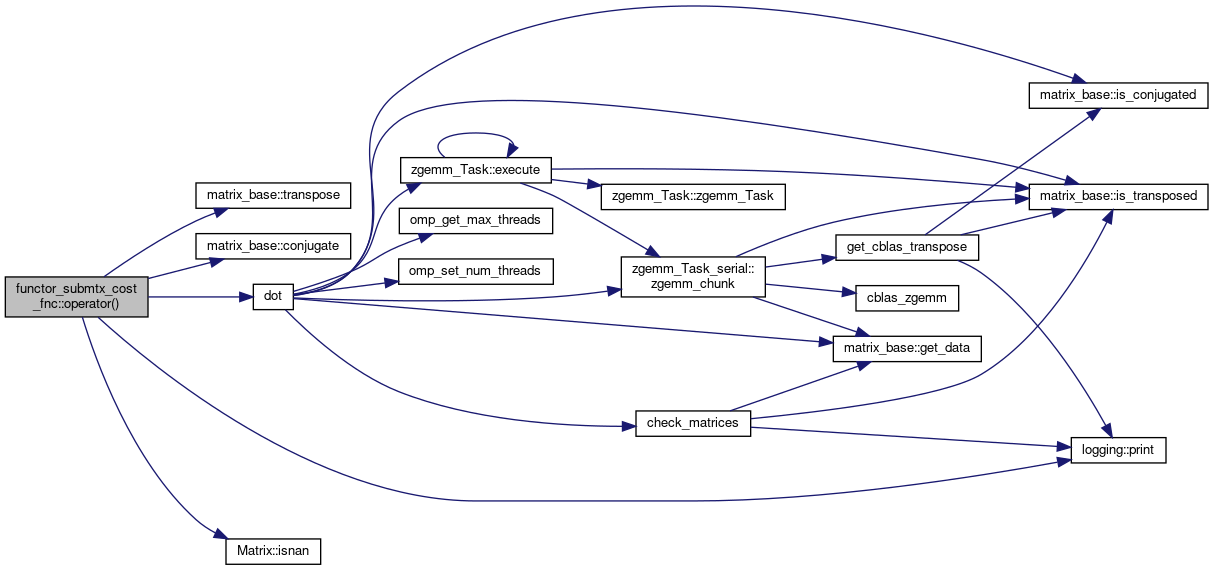 functor_submtx_cost
_fnc::operator()
matrix_base::transpose
matrix_base::conjugate
dot
Matrix::isnan
zgemm_Task::execute
omp_get_max_threads
omp_set_num_threads
zgemm_Task::zgemm_Task
zgemm_Task_serial::
zgemm_chunk
check_matrices
get_cblas_transpose
cblas_zgemm
matrix_base::get_data
matrix_base::is_conjugated
matrix_base::is_transposed
logging::print